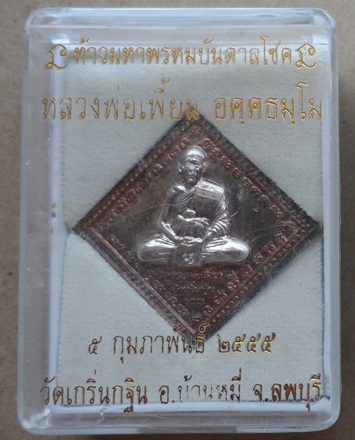 ท้าวมหาพรหมบันดาลโชค
หลวงพ่อเพี้ยน อคฺคธมฺโม
๕ กุมภาพันธ์ ๒๕๕๕
วัดเกริ่นกฐิน อ.บ้านหมี่ จ.ลพบุรี